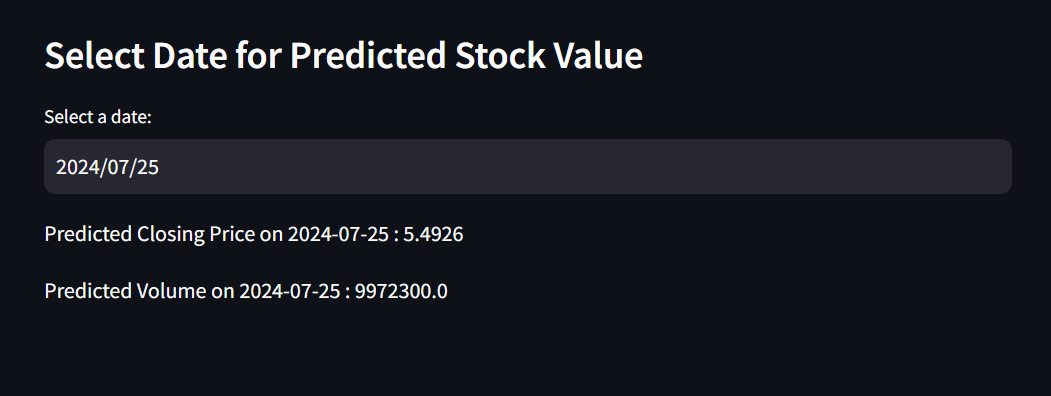 Select Date for Predicted Stock Value
Select a date:
2024/07/25
Predicted Closing Price on 2024-07-25 : 5.4926
Predicted Volume on 2024-07-25 : 9972300.0